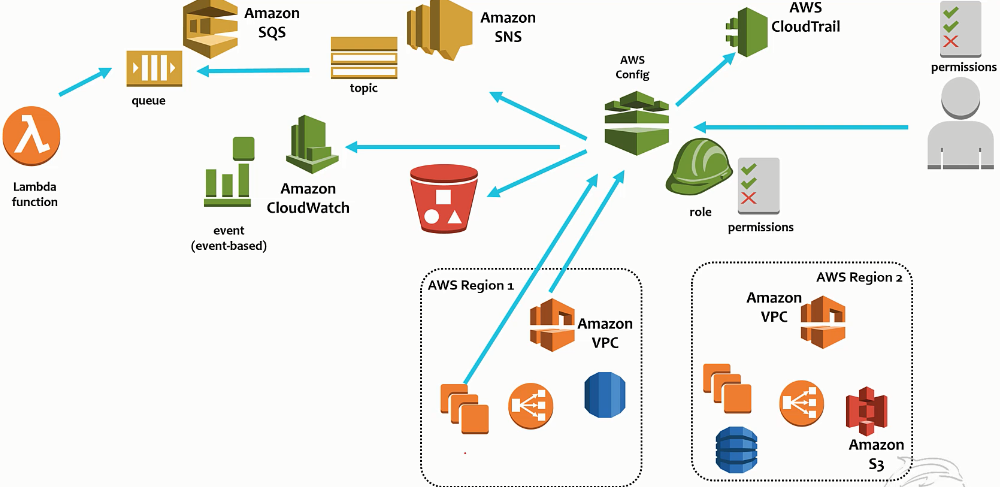 Amazon
SQS
Amazon
SNS
AWS
CloudTrail
AWS
Config
permissions
queue
topic
Lambda
function
Amazon
CloudWatch
event
(event-based)
role
permissions
AWS Region 1
Amazon
VPC
AWS Region 2
Amazon
VPC
Amazon
S3